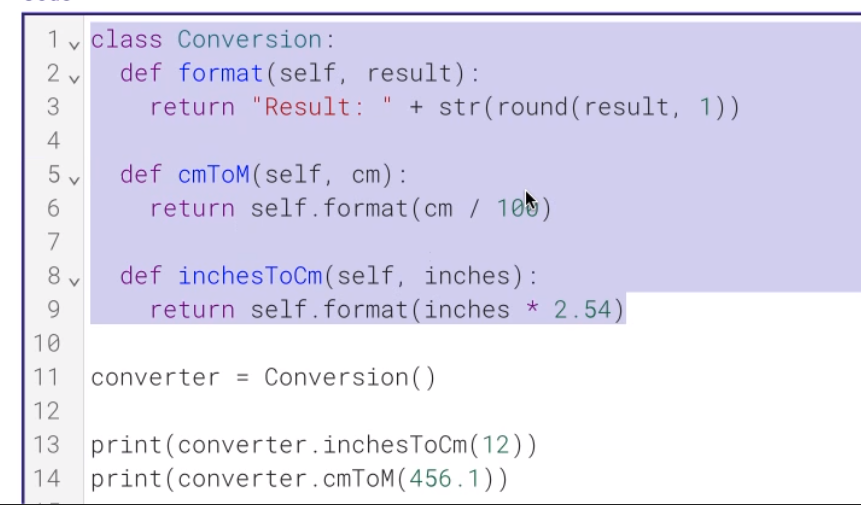 1 class Conversion:
2   def format(self, result):
3     return "Result: " + str(round(result, 1))
4
5   def cmToM(self, cm):
6     return self.format(cm / 100)
7
8   def inchesToCm(self, inches):
9     return self.format(inches * 2.54)
10
11 converter = Conversion()
12
13 print(converter.inchesToCm(12))
14 print(converter.cmToM(456.1))